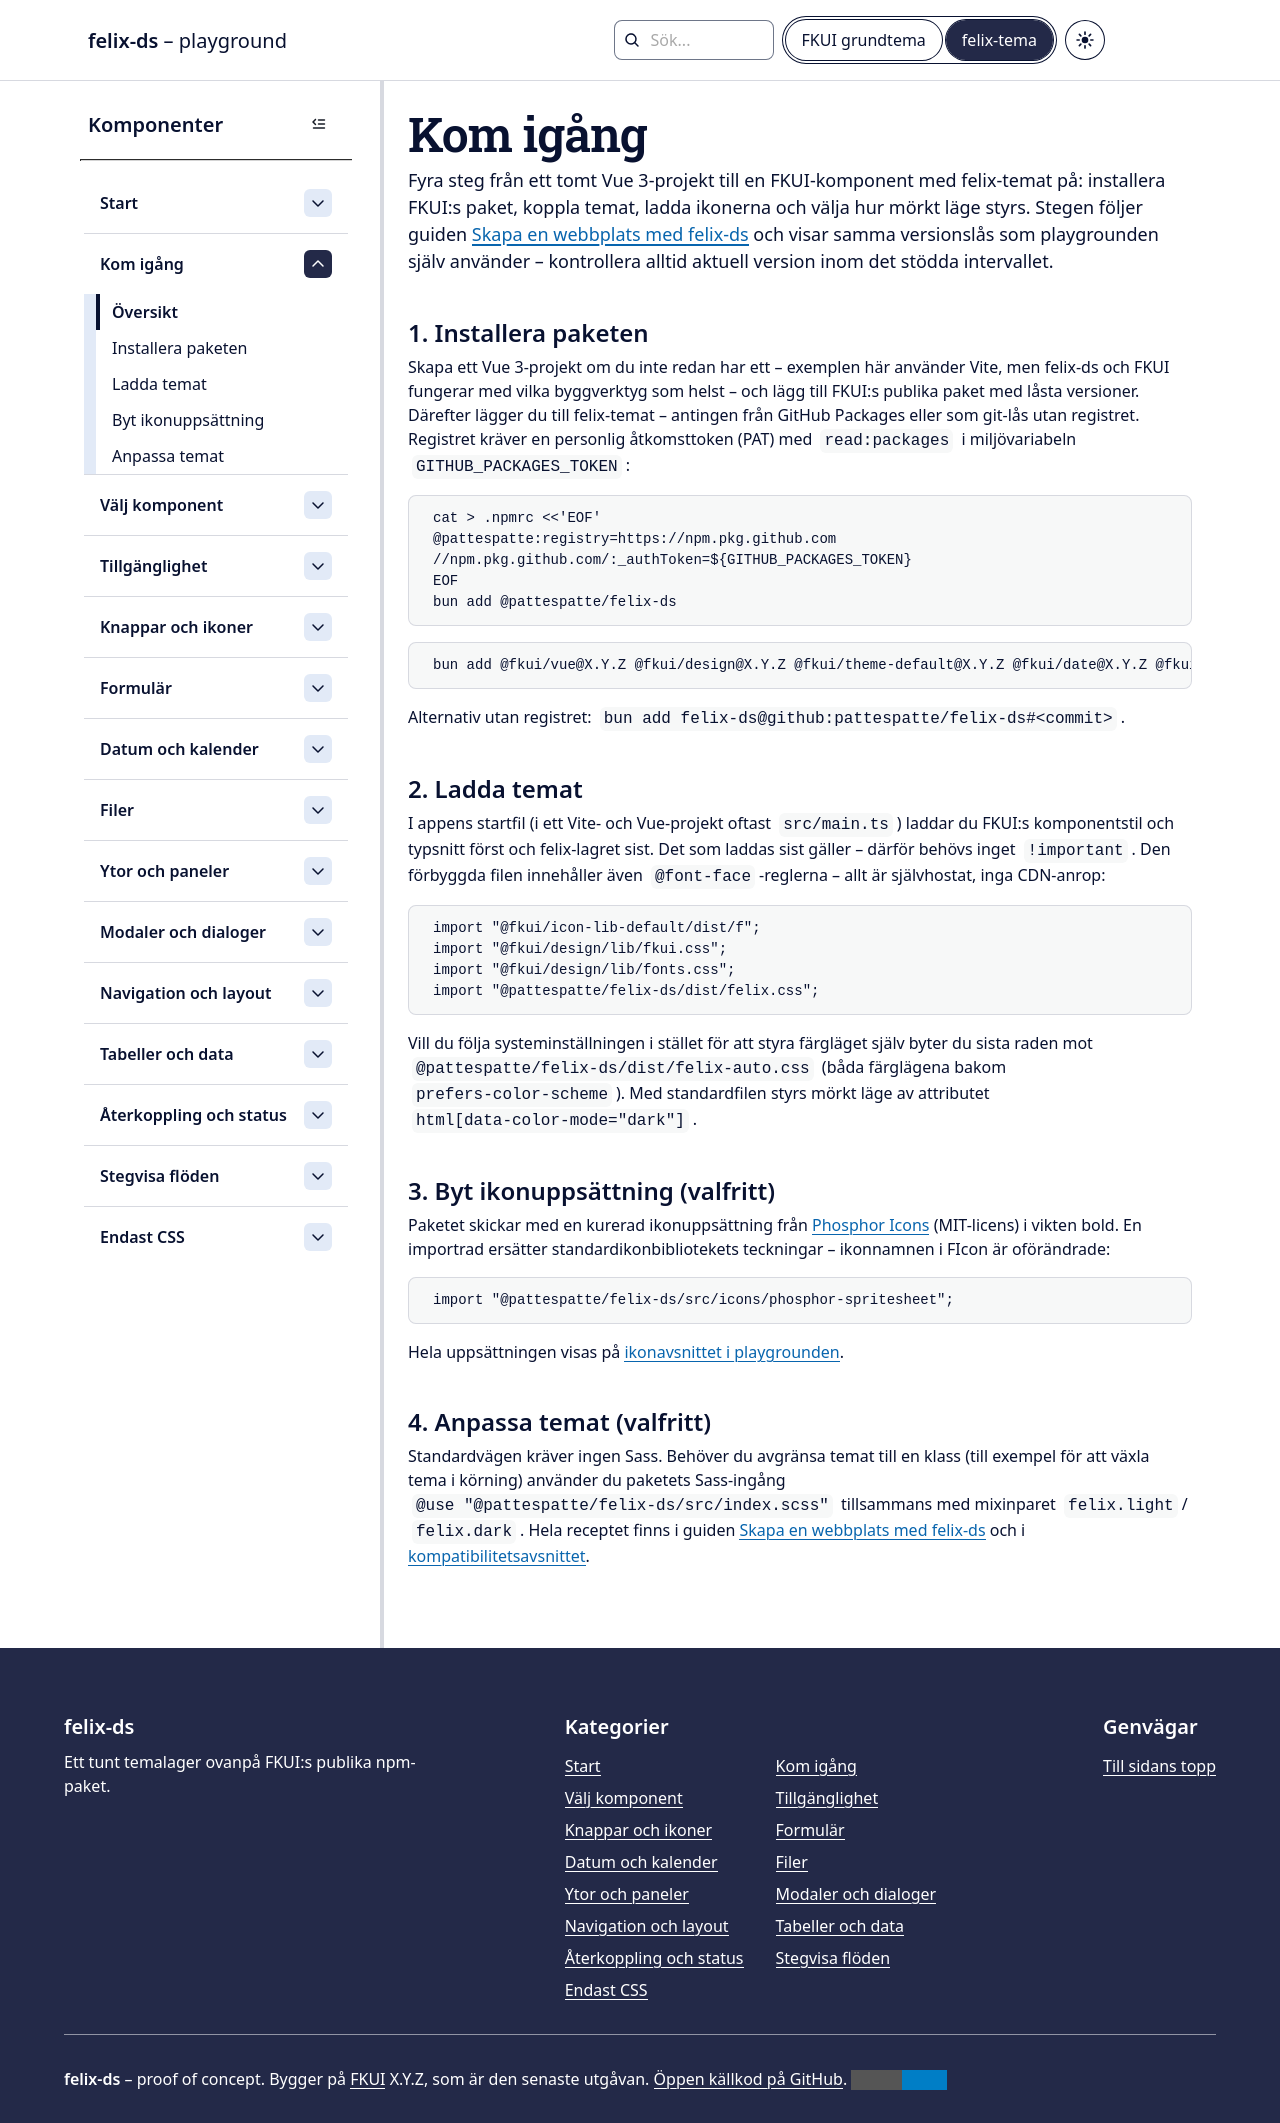 felix-ds – playground
Sök...
FKUI grundtema
felix-tema
Komponenter
Start
Kom igång
Översikt
Installera paketen
Ladda temat
Byt ikonuppsättning
Anpassa temat
Välj komponent
Tillgänglighet
Knappar och ikoner
Formulär
Datum och kalender
Filer
Ytor och paneler
Modaler och dialoger
Navigation och layout
Tabeller och data
Återkoppling och status
Stegvisa flöden
Endast CSS
Kom igång
Fyra steg från ett tomt Vue 3-projekt till en FKUI-komponent med felix-temat på: installera
FKUI:s paket, koppla temat, ladda ikonerna och välja hur mörkt läge styrs. Stegen följer
guiden Skapa en webbplats med felix-ds och visar samma versionslås som playgrounden
själv använder – kontrollera alltid aktuell version inom det stödda intervallet.
1. Installera paketen
Skapa ett Vue 3-projekt om du inte redan har ett – exemplen här använder Vite, men felix-ds och FKUI
fungerar med vilka byggverktyg som helst – och lägg till FKUI:s publika paket med låsta versioner.
Därefter lägger du till felix-temat – antingen från GitHub Packages eller som git-lås utan registret.
Registret kräver en personlig åtkomsttoken (PAT) med read:packages i miljövariabeln
GITHUB_PACKAGES_TOKEN :
cat > .npmrc <<'EOF'
@pattespatte:registry=https://npm.pkg.github.com
//npm.pkg.github.com/:_authToken=${GITHUB_PACKAGES_TOKEN}
EOF
bun add @pattespatte/felix-ds
bun add @fkui/vue@X.Y.Z @fkui/design@X.Y.Z @fkui/theme-default@X.Y.Z @fkui/date@X.Y.Z @fkui
Alternativ utan registret: bun add felix-ds@github:pattespatte/felix-ds#<commit> .
2. Ladda temat
I appens startfil (i ett Vite- och Vue-projekt oftast src/main.ts ) laddar du FKUI:s komponentstil och
typsnitt först och felix-lagret sist. Det som laddas sist gäller – därför behövs inget !important . Den
förbyggda filen innehåller även @font-face -reglerna – allt är självhostat, inga CDN-anrop:
import "@fkui/icon-lib-default/dist/f";
import "@fkui/design/lib/fkui.css";
import "@fkui/design/lib/fonts.css";
import "@pattespatte/felix-ds/dist/felix.css";
Vill du följa systeminställningen i stället för att styra färgläget själv byter du sista raden mot
@pattespatte/felix-ds/dist/felix-auto.css (båda färglägena bakom
prefers-color-scheme ). Med standardfilen styrs mörkt läge av attributet
html[data-color-mode="dark"] .
3. Byt ikonuppsättning (valfritt)
Paketet skickar med en kurerad ikonuppsättning från Phosphor Icons (MIT-licens) i vikten bold. En
importrad ersätter standardikonbibliotekets teckningar – ikonnamnen i FIcon är oförändrade:
import "@pattespatte/felix-ds/src/icons/phosphor-spritesheet";
Hela uppsättningen visas på ikonavsnittet i playgrounden.
4. Anpassa temat (valfritt)
Standardvägen kräver ingen Sass. Behöver du avgränsa temat till en klass (till exempel för att växla
tema i körning) använder du paketets Sass-ingång
@use "@pattespatte/felix-ds/src/index.scss" tillsammans med mixinparet felix.light /
felix.dark . Hela receptet finns i guiden Skapa en webbplats med felix-ds och i
kompatibilitetsavsnittet.
felix-ds
Ett tunt temalager ovanpå FKUI:s publika npm-
paket.
Kategorier
Start
Kom igång
Välj komponent
Tillgänglighet
Knappar och ikoner
Formulär
Datum och kalender
Filer
Ytor och paneler
Modaler och dialoger
Navigation och layout
Tabeller och data
Återkoppling och status
Stegvisa flöden
Endast CSS
Genvägar
Till sidans topp
felix-ds – proof of concept. Bygger på FKUI X.Y.Z, som är den senaste utgåvan. Öppen källkod på GitHub.